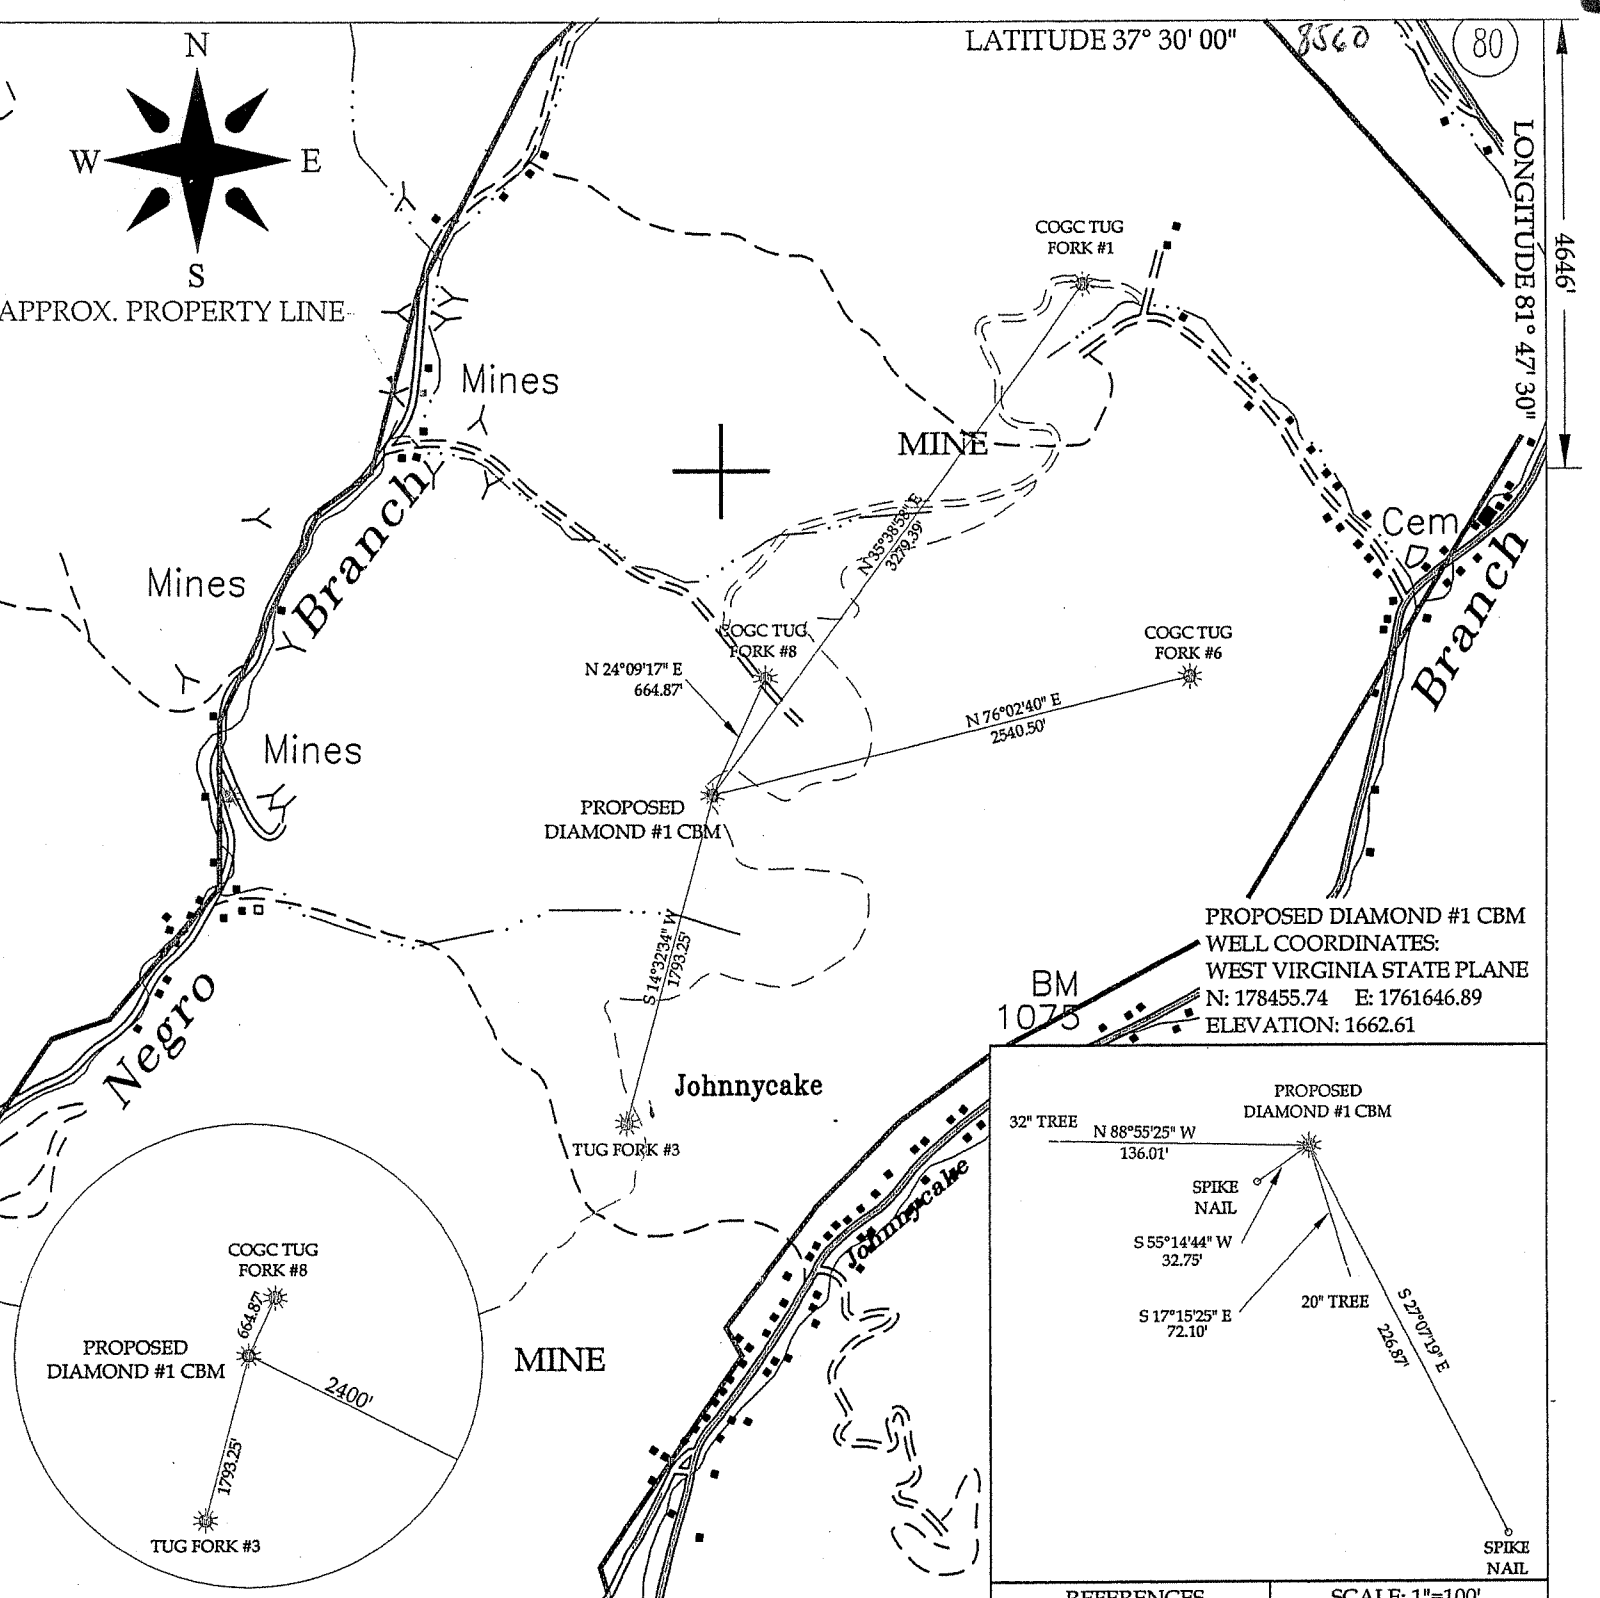 LATITUDE 37° 30' 00"
8560
80
N
W
E
S
LONGITUDE 81° 47' 30"
4646'
APPROX. PROPERTY LINE
COGC TUG
FORK #1
Mines
MINE
N 35°38'58" E
3279.39'
Cem
Branch
Branch
Mines
COGC TUG
FORK #8
N 24°09'17" E
664.87'
COGC TUG
FORK #6
N 76°02'40" E
2540.50'
Mines
PROPOSED
DIAMOND #1 CBM
S 14°32'34" W
1793.25'
PROPOSED DIAMOND #1 CBM
WELL COORDINATES:
WEST VIRGINIA STATE PLANE
N: 178455.74 E: 1761646.89
ELEVATION: 1662.61
BM
1075
Negro
Johnnycake
TUG FORK #3
Johnnycake
PROPOSED
DIAMOND #1 CBM
32" TREE
N 88°55'25" W
136.01'
SPIKE
NAIL
S 55°14'44" W
32.75'
S 17°15'25" E
72.10'
20" TREE
S 27°07'19" E
226.87'
SPIKE
NAIL
COGC TUG
FORK #8
664.87'
PROPOSED
DIAMOND #1 CBM
2400'
1793.25'
TUG FORK #3
MINE
REFERENCES
SCALE: 1"=100'